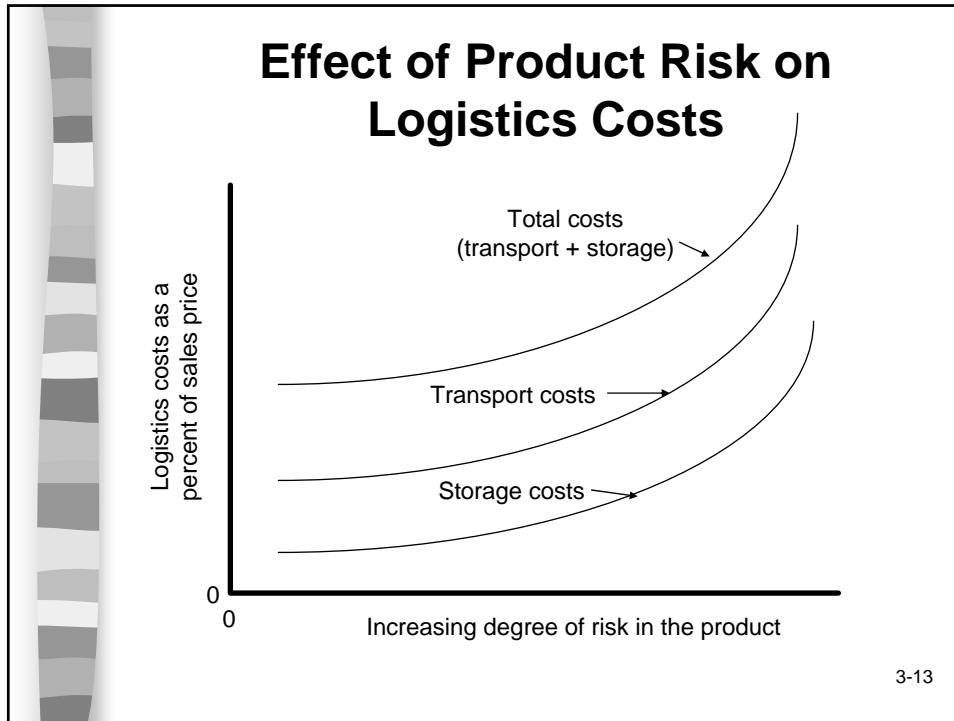 Effect of Product Risk on
Logistics Costs
Total costs
(transport + storage)
Logistics costs as a
percent of sales price
Transport costs
Storage costs
0
0
Increasing degree of risk in the product
3-13